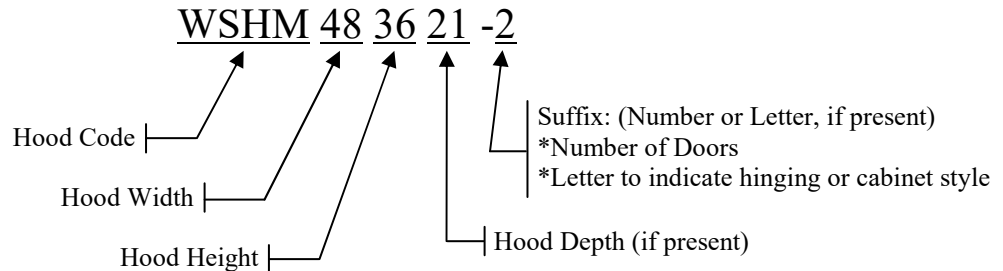 WSHM 48 36 21 -2
Hood Code
Suffix: (Number or Letter, if present)
*Number of Doors
*Letter to indicate hinging or cabinet style
Hood Width
Hood Depth (if present)
Hood Height